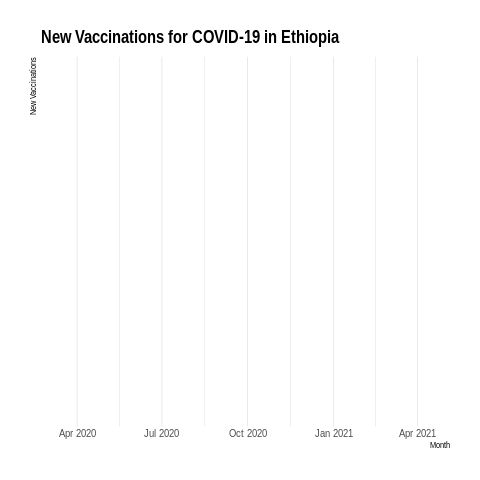 New Vaccinations for COVID-19 in Ethiopia
New Vaccinations
Apr 2020 Jul 2020 Oct 2020 Jan 2021 Apr 2021
Month